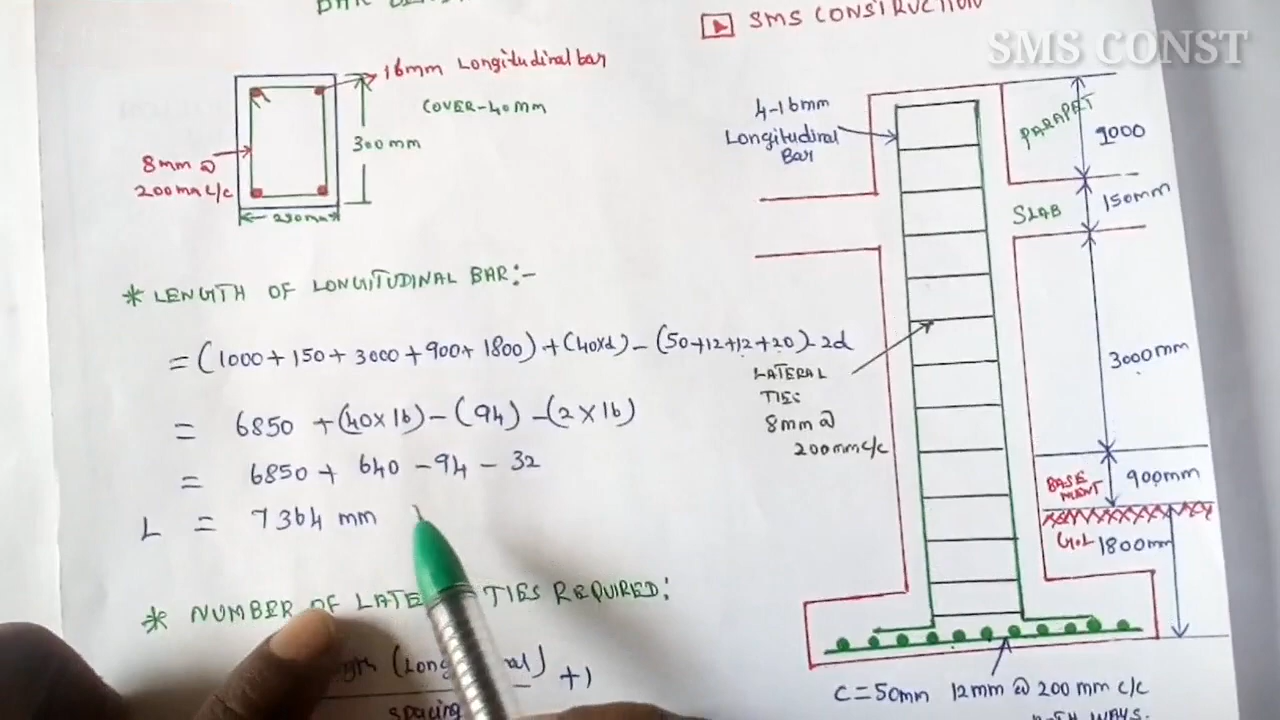 SMS CONSTRUCTION
SMS CONST
16mm Longitudinal bar
COVER-40mm
300mm
8mm @
200mm c/c
230mm
* LENGTH OF LONGITUDINAL BAR:-
= (1000+150+3000+900+1800)+(40xd)-(50+12+12+20)-2d
= 6850 +(40x16)-(94)-(2x16)
= 6850 + 640 -94 - 32
L = 7364 mm
* NUMBER OF TIES REQUIRED:
+1
spacing
4-16mm
Longitudinal
Bar
PARAPET
1000
SLAB
150mm
3000mm
LATERAL
TIE:
8mm @
200mm c/c
BASE
MENT
900mm
G.L
1800mm
C=50mm 12mm @ 200 mm c/c